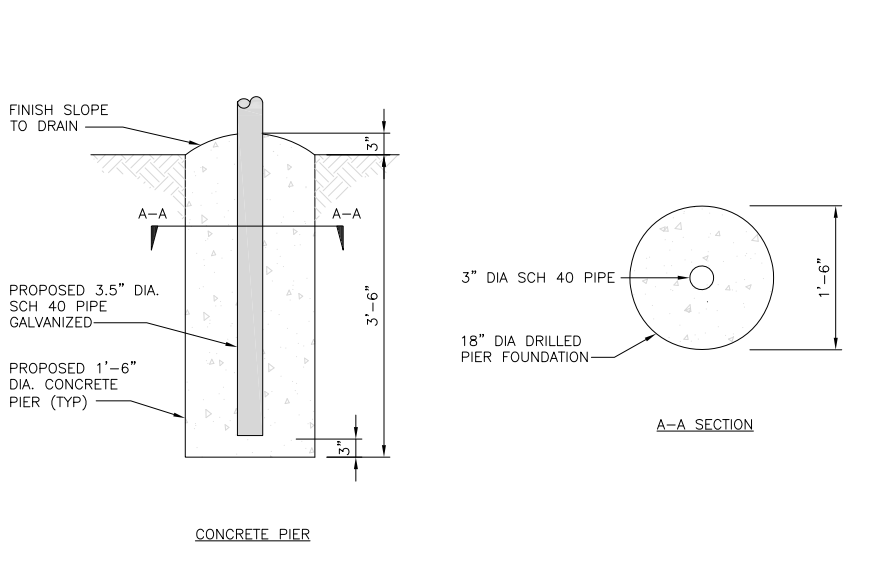 FINISH SLOPE
TO DRAIN
3”
A–A
A–A
PROPOSED 3.5” DIA.
SCH 40 PIPE
GALVANIZED
3’–6”
PROPOSED 1’–6”
DIA. CONCRETE
PIER (TYP)
3”
CONCRETE PIER
3” DIA SCH 40 PIPE
1’–6”
18” DIA DRILLED
PIER FOUNDATION
A–A SECTION